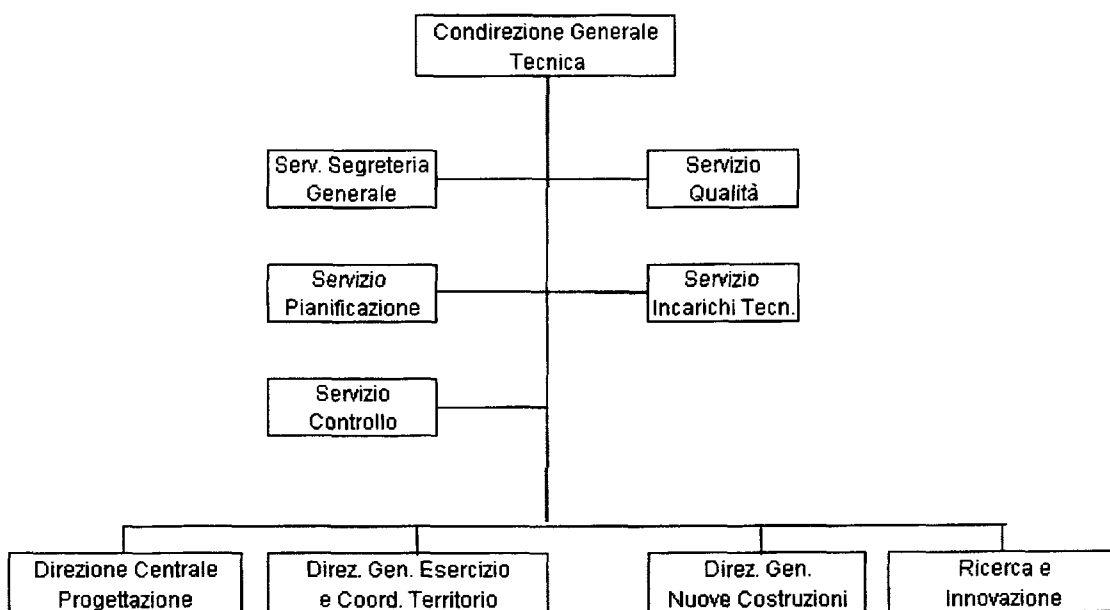 Condirezione Generale
Tecnica
Serv. Segreteria
Generale
Servizio
Qualità
Servizio
Pianificazione
Servizio
Incarichi Tecn.
Servizio
Controllo
Direzione Centrale
Progettazione
Direz. Gen. Esercizio
e Coord. Territorio
Direz. Gen.
Nuove Costruzioni
Ricerca e
Innovazione